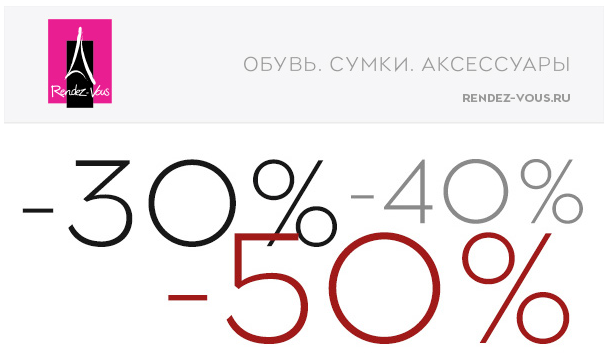 Rendez-Vous
ОБУВЬ. СУМКИ. АКСЕССУАРЫ
RENDEZ-VOUS.RU
-30% -40%
-50%